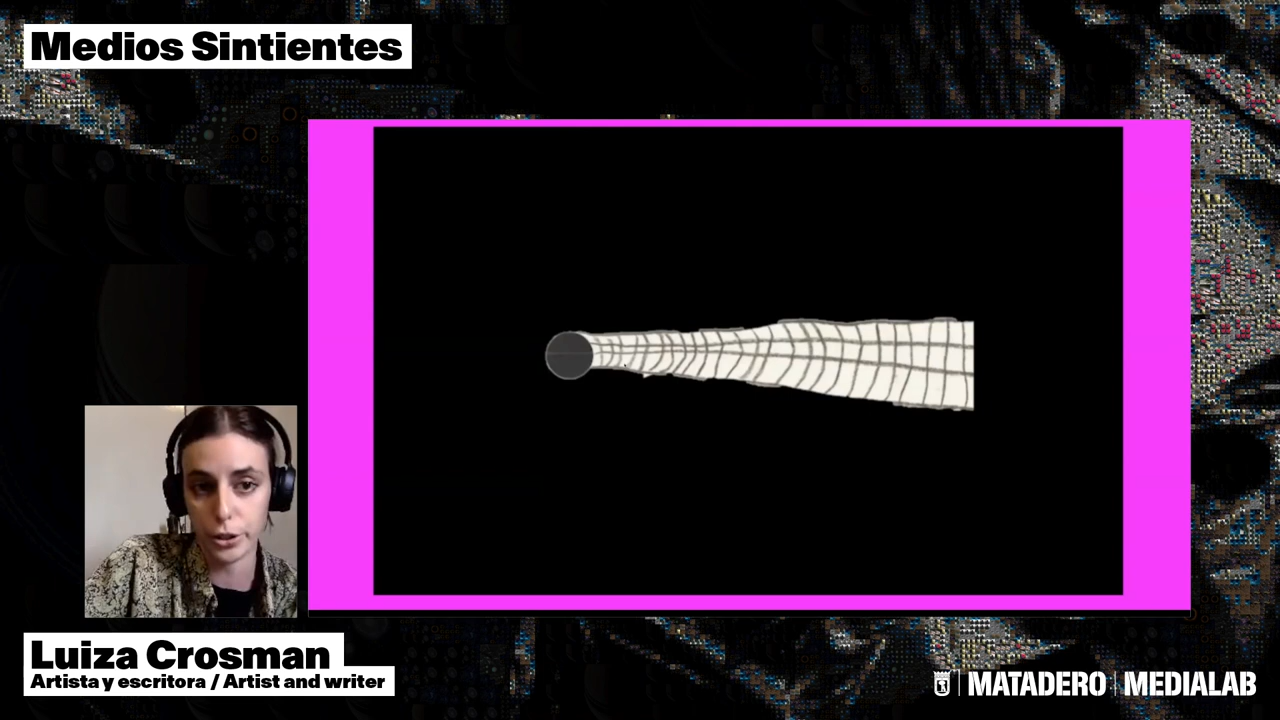 Medios Sintientes
Luiza Crosman
Artista y escritora / Artist and writer
MATADERO | MEDIALAB